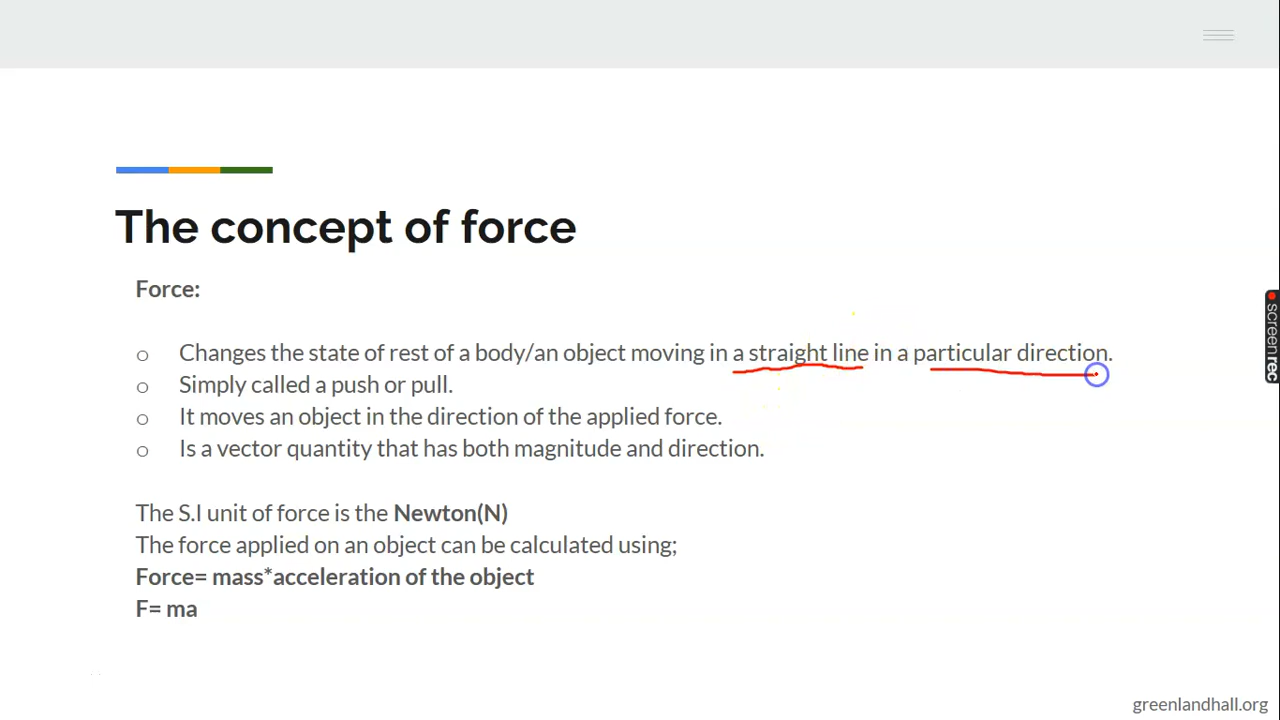 The concept of force
Force:
o Changes the state of rest of a body/an object moving in a straight line in a particular direction.
o Simply called a push or pull.
o It moves an object in the direction of the applied force.
o Is a vector quantity that has both magnitude and direction.
The S.I unit of force is the Newton(N)
The force applied on an object can be calculated using;
Force= mass*acceleration of the object
F= ma
screenrec
greenlandhall.org